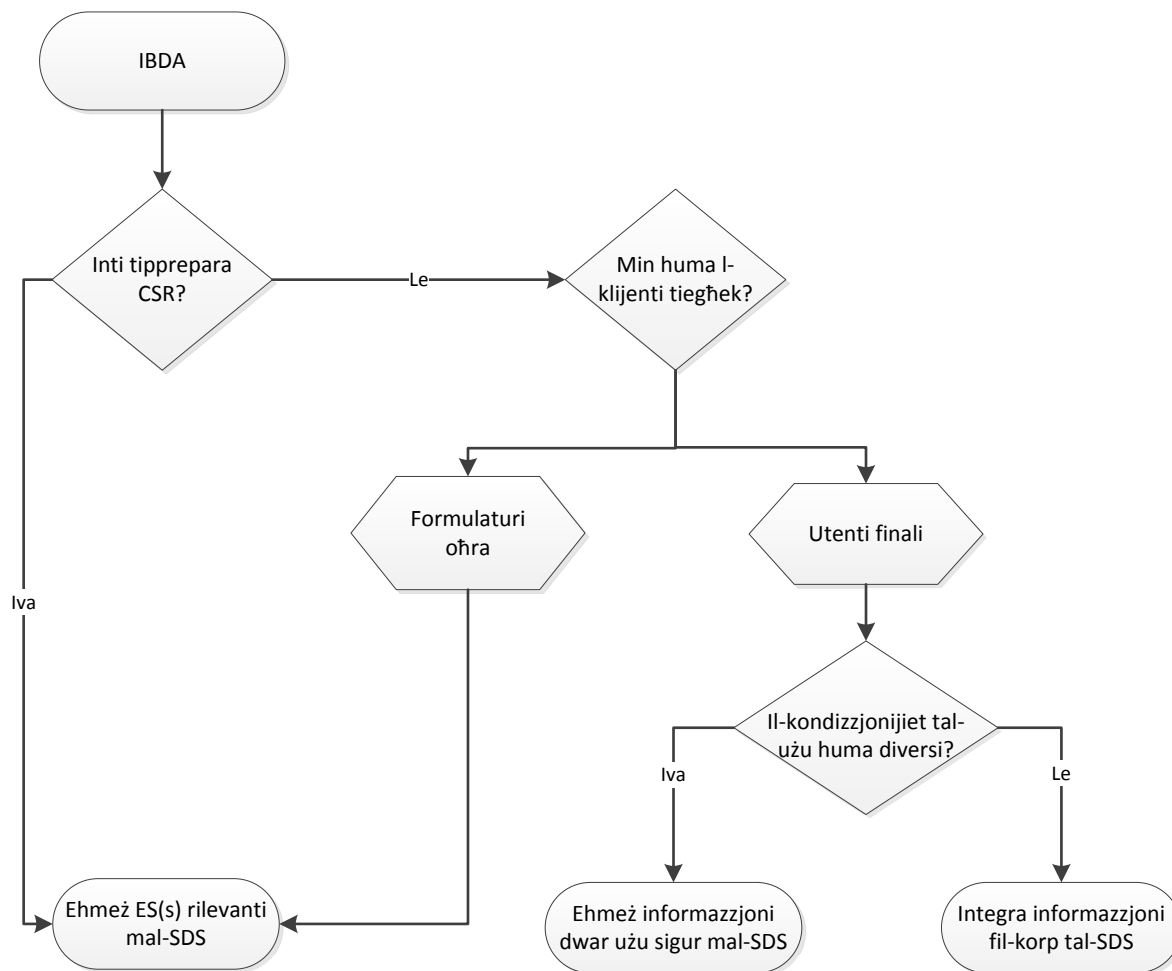 IBDA
Inti tipprepara
CSR?
Le
Min huma l-
klijenti tiegħek?
Formulaturi
oħra
Utenti finali
Iva
Il-kondizzjonijiet tal-
użu huma diversi?
Iva
Le
Ehmeż ES(s) rilevanti
mal-SDS
Ehmeż informazzjoni
dwar użu sigur mal-SDS
Integra informazzjoni
fil-korp tal-SDS